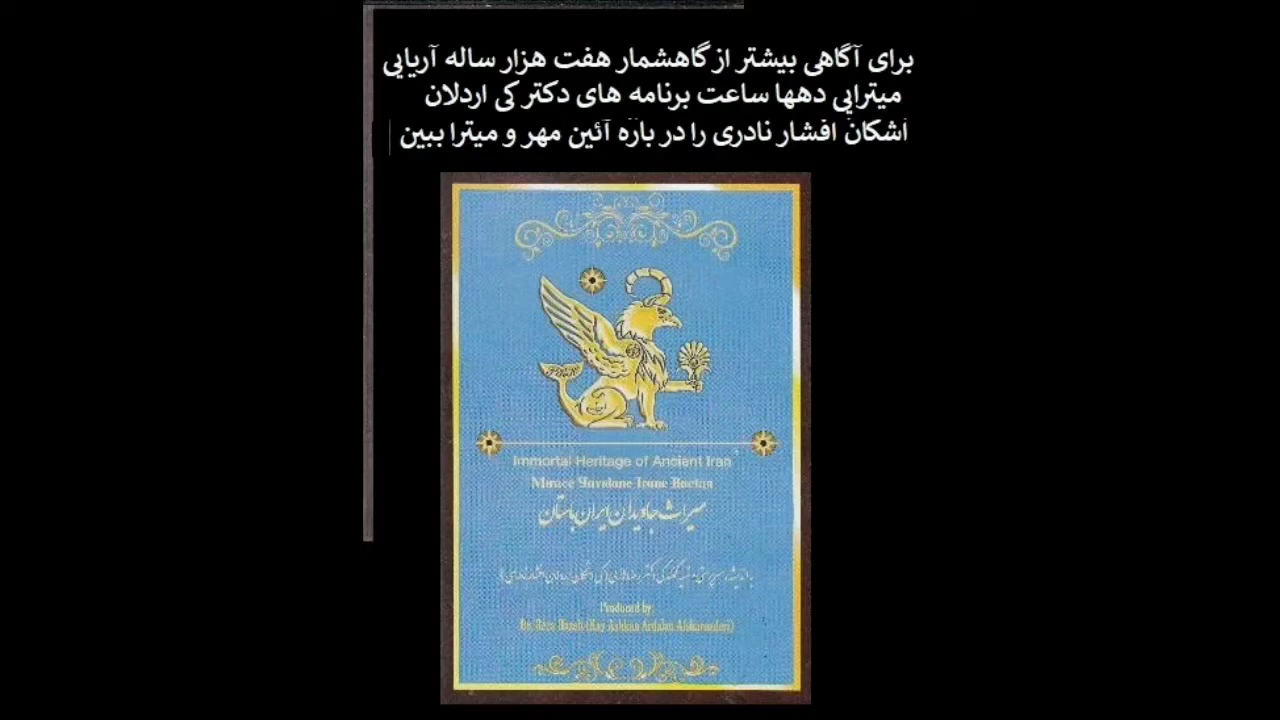 برای آگاهی بیشتر از گاهشمار هفت هزار ساله آریایی
میترایی دهها ساعت برنامه های دکتر کی اردلان
اشکان افشار نادری را در باره آئین مهر و میترا ببین
Immortal Heritage of Ancient Iran
میراث جاویدان ایران باستان
Produced by: